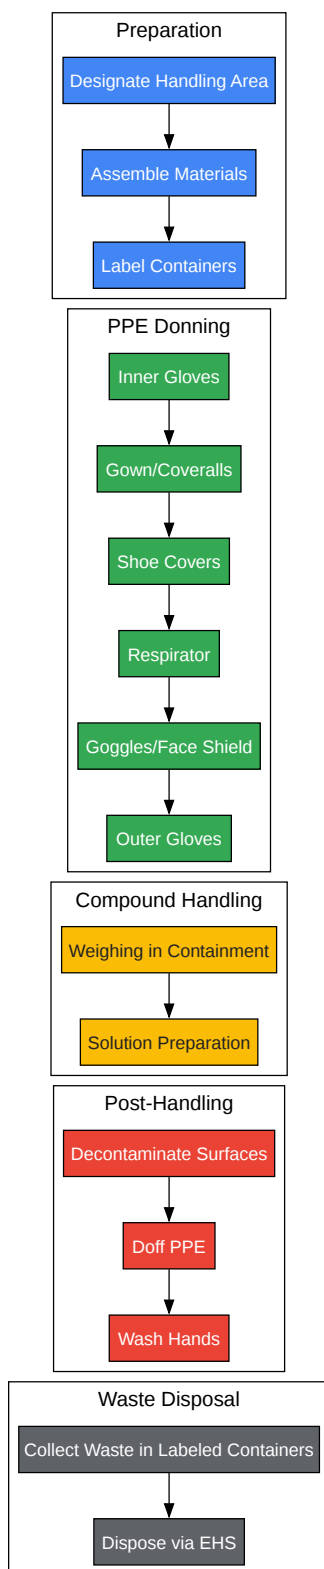 Preparation
Designate Handling Area
Assemble Materials
Label Containers
PPE Donning
Inner Gloves
Gown/Coveralls
Shoe Covers
Respirator
Goggles/Face Shield
Outer Gloves
Compound Handling
Weighing in Containment
Solution Preparation
Post-Handling
Decontaminate Surfaces
Doff PPE
Wash Hands
Waste Disposal
Collect Waste in Labeled Containers
Dispose via EHS